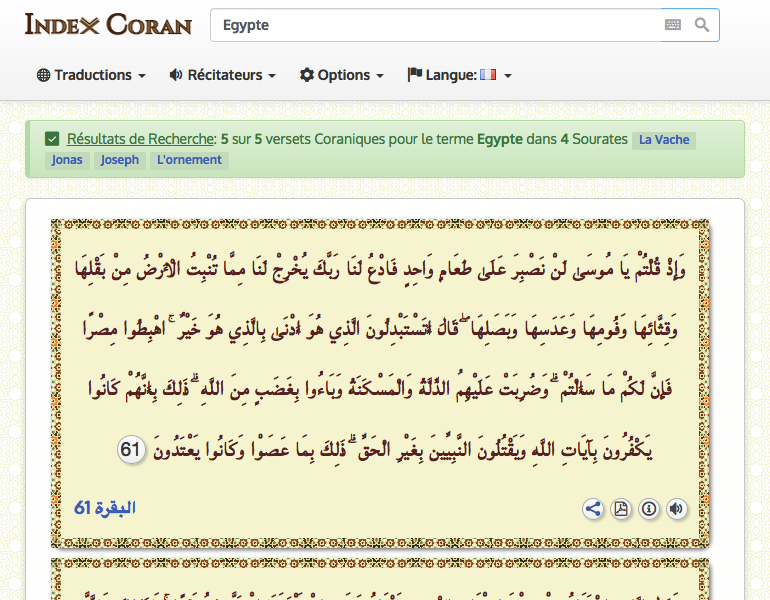 INDEX CORAN
Egypte
Traductions
Récitateurs
Options
Langue:
Résultats de Recherche: 5 sur 5 versets Coraniques pour le terme Egypte dans 4 Sourates La Vache
Jonas Joseph L'ornement
وَإِذْ قُلْتُمْ يَا مُوسَىٰ لَنْ نَصْبِرَ عَلَىٰ طَعَامٍ وَاحِدٍ فَادْعُ لَنَا رَبَّكَ يُخْرِجْ لَنَا مِمَّا تُنْبِتُ الْأَرْضُ مِنْ بَقْلِهَا
وَقِثَّائِهَا وَفُومِهَا وَعَدَسِهَا وَبَصَلِهَا ۖ قَالَ أَتَسْتَبْدِلُونَ الَّذِي هُوَ أَدْنَىٰ بِالَّذِي هُوَ خَيْرٌ ۚ اهْبِطُوا مِصْرًا
فَإِنَّ لَكُمْ مَا سَأَلْتُمْ ۗ وَضُرِبَتْ عَلَيْهِمُ الذِّلَّةُ وَالْمَسْكَنَةُ وَبَاءُوا بِغَضَبٍ مِنَ اللَّهِ ۗ ذَٰلِكَ بِأَنَّهُمْ كَانُوا
يَكْفُرُونَ بِآيَاتِ اللَّهِ وَيَقْتُلُونَ النَّبِيِّينَ بِغَيْرِ الْحَقِّ ۗ ذَٰلِكَ بِمَا عَصَوْا وَكَانُوا يَعْتَدُونَ 61
البقرة 61